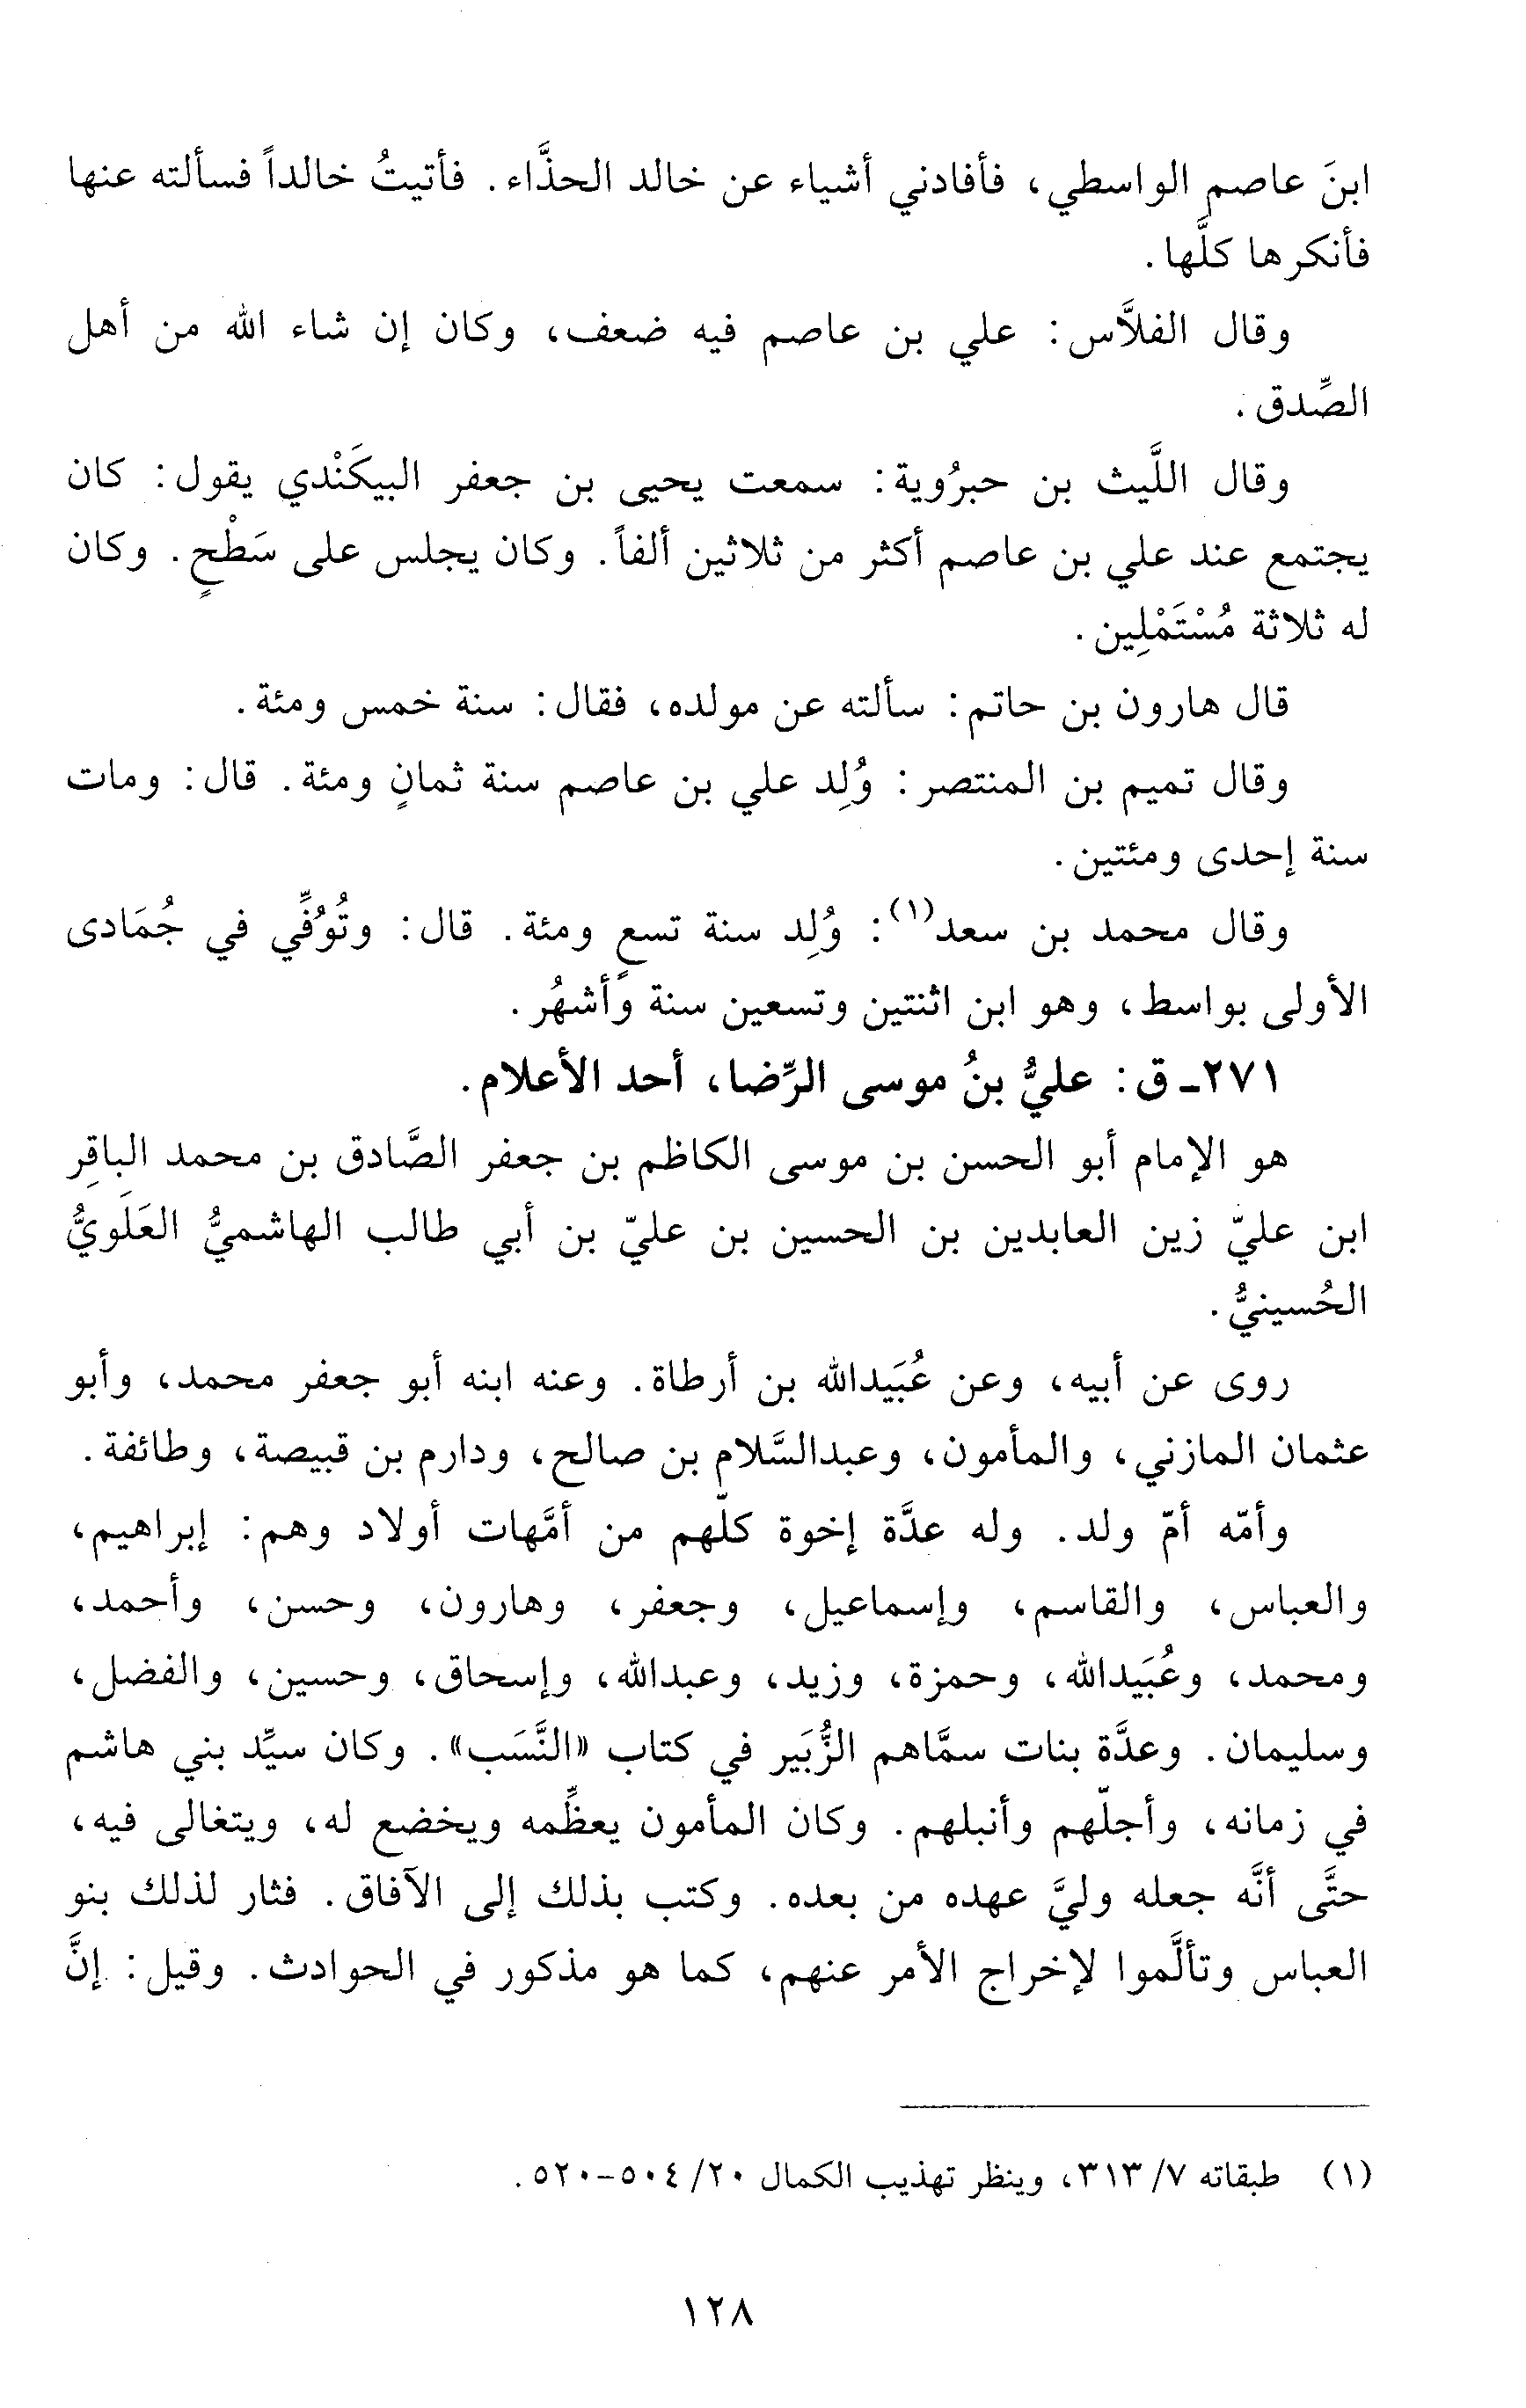 ابنَ عاصم الواسطي، فأفادني أشياء عن خالد الحذَّاء. فأتيتُ خالداً فسألته عنها
فأنكرها كلَّها.
وقال الفلاَّس: علي بن عاصم فيه ضعف، وكان إن شاء الله من أهل
الصِّدق.
وقال اللَّيث بن حبرُوية: سمعت يحيى بن جعفر البيكَنْدي يقول: كان
يجتمع عند علي بن عاصم أكثر من ثلاثين ألفاً. وكان يجلس على سَطْحٍ. وكان
له ثلاثة مُسْتَمْلِين.
قال هارون بن حاتم: سألته عن مولده، فقال: سنة خمس ومئة.
وقال تميم بن المنتصر: وُلِد علي بن عاصم سنة ثمانٍ ومئة. قال: ومات
سنة إحدى ومئتين.
وقال محمد بن سعد(١): وُلِد سنة تسعٍ ومئة. قال: وتُوُفِّي في جُمَادى
الأولى بواسط، وهو ابن اثنتين وتسعين سنة وأشهُر.
٢٧١ـ ق: عليُّ بنُ موسى الرِّضا، أحد الأعلام.
هو الإمام أبو الحسن بن موسى الكاظم بن جعفر الصَّادق بن محمد الباقِر
ابن عليّ زين العابدين بن الحسين بن عليّ بن أبي طالب الهاشميُّ العَلَويُّ
الحُسينيُّ.
روى عن أبيه، وعن عُبَيدالله بن أرطاة. وعنه ابنه أبو جعفر محمد، وأبو
عثمان المازني، والمأمون، وعبدالسَّلام بن صالح، ودارم بن قبيصة، وطائفة.
وأمّه أمّ ولد. وله عدَّة إخوة كلّهم من أمَّهات أولاد وهم: إبراهيم،
والعباس، والقاسم، وإسماعيل، وجعفر، وهارون، وحسن، وأحمد،
ومحمد، وعُبَيدالله، وحمزة، وزيد، وعبدالله، وإسحاق، وحسين، والفضل،
وسليمان. وعدَّة بنات سمَّاهم الزُّبَير في كتاب «النَّسَب». وكان سيِّد بني هاشم
في زمانه، وأجلّهم وأنبلهم. وكان المأمون يعظِّمه ويخضع له، ويتغالى فيه،
حتَّى أنَّه جعله وليَّ عهده من بعده. وكتب بذلك إلى الآفاق. فثار لذلك بنو
العباس وتألَّموا لإخراج الأمر عنهم، كما هو مذكور في الحوادث. وقيل: إنَّ
(١) طبقاته ٧/ ٣١٣، وينظر تهذيب الكمال ٢٠/ ٥٠٤-٥٢٠.
١٢٨